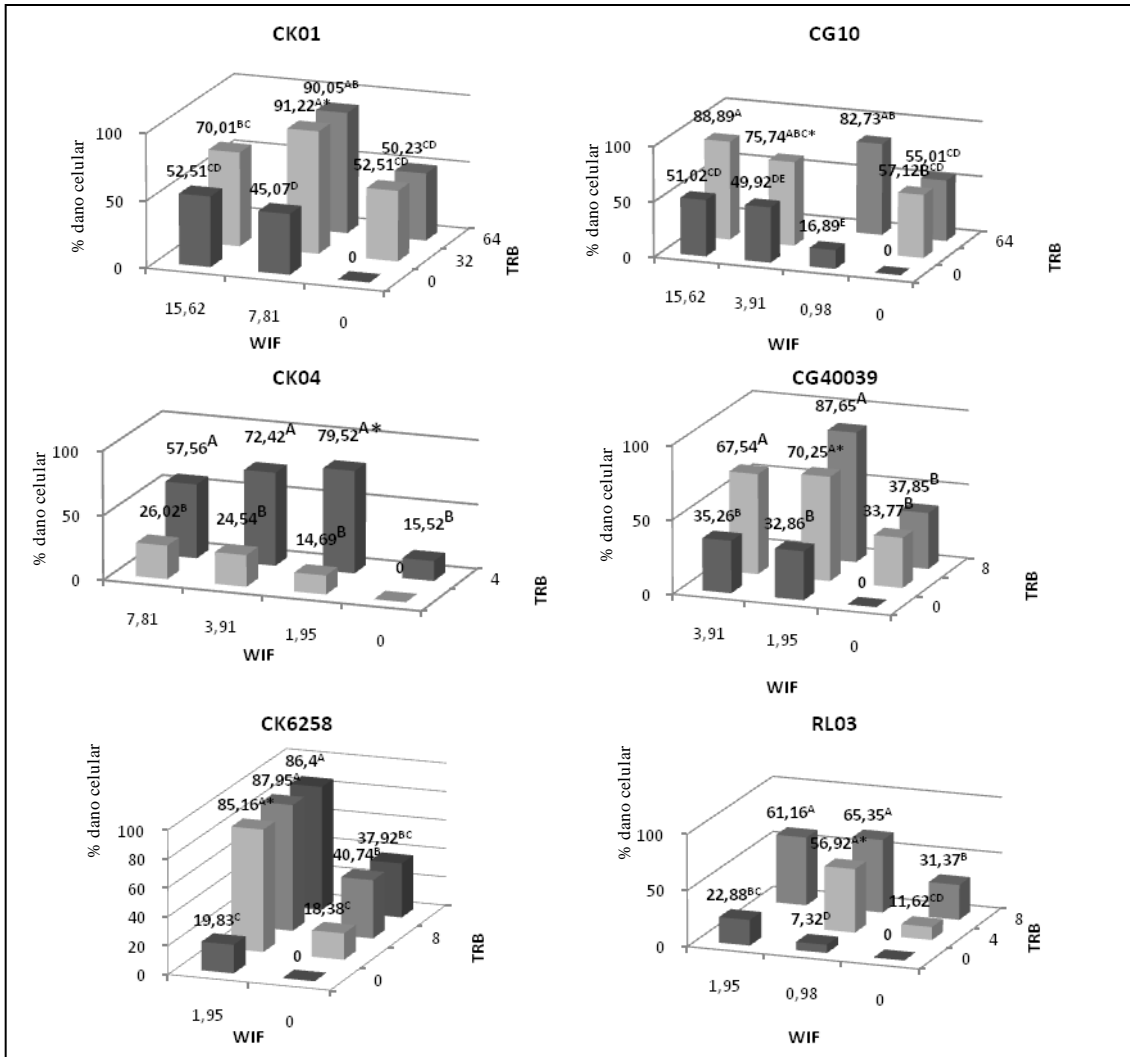 CK01
% dano celular
100
50
0
52,51CD
70,01BC
45,07D
91,22A*
90,05AB
52,51CD
50,23CD
0
15,62
7,81
0
WIF
0
32
64
TRB
CG10
% dano celular
100
50
0
51,02CD
88,89A
49,92DE
75,74ABC*
16,89E
82,73AB
57,12BCD
55,01CD
0
15,62
3,91
0,98
0
WIF
0
0
64
TRB
CK04
% dano celular
100
50
0
26,02B
57,56A
24,54B
72,42A
14,69B
79,52A*
0
15,52B
7,81
3,91
1,95
0
WIF
4
TRB
CG40039
% dano celular
100
50
0
35,26B
67,54A
32,86B
70,25A*
87,65A
33,77B
37,85B
0
3,91
1,95
0
WIF
0
0
8
TRB
CK6258
% dano celular
100
80
60
40
20
0
19,83C
85,16A*
87,95A
86,4A
18,38C
40,74B
37,92BC
0
1,95
0
WIF
0
8
TRB
RL03
% dano celular
100
50
0
22,88BC
61,16A
7,32D
56,92A*
65,35A
11,62CD
31,37B
0
1,95
0,98
0
WIF
0
4
8
TRB